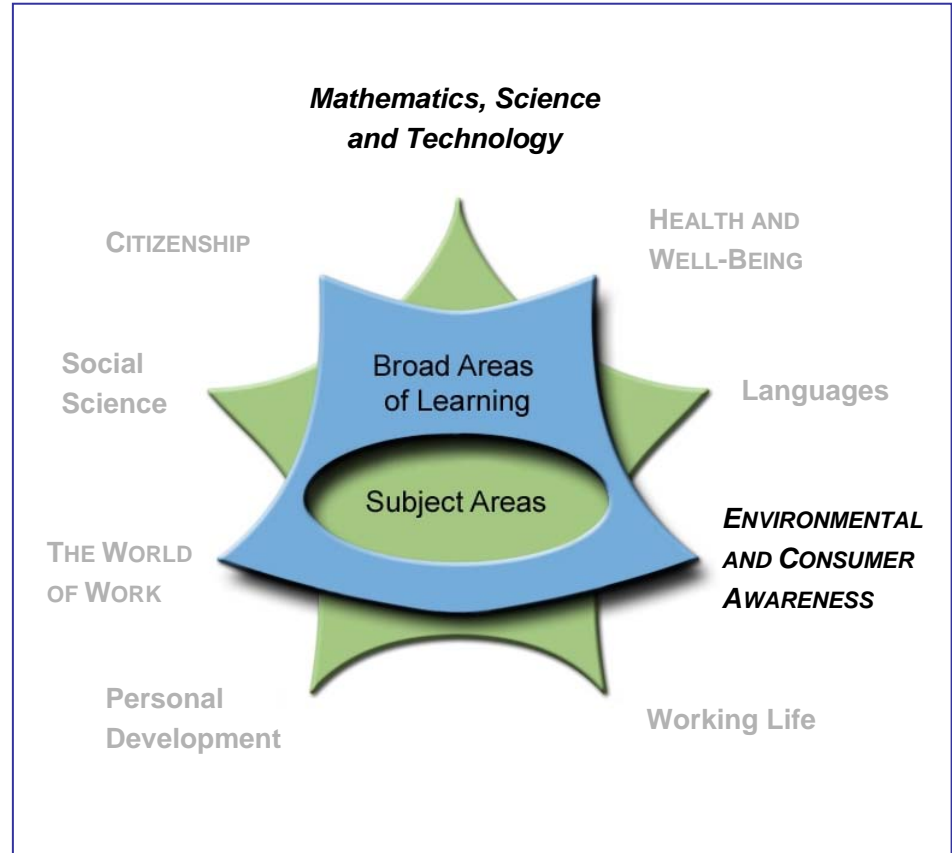 Mathematics, Science
and Technology
CITIZENSHIP
HEALTH AND
WELL-BEING
Broad Areas
of Learning
Social
Science
Languages
Subject Areas
ENVIRONMENTAL
AND CONSUMER
AWARENESS
THE WORLD
OF WORK
Personal
Development
Working Life